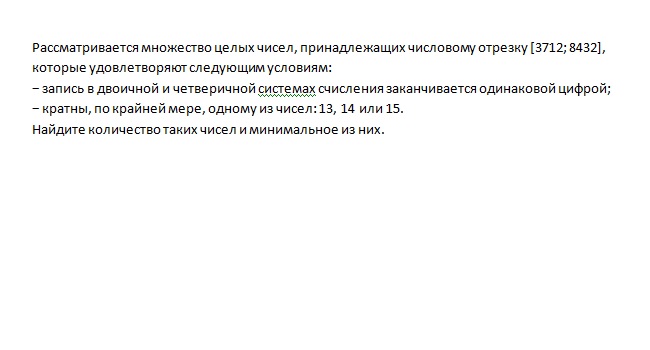 Рассматривается множество целых чисел, принадлежащих числовому отрезку [3712; 8432],
которые удовлетворяют следующим условиям:
− запись в двоичной и четверичной системах счисления заканчивается одинаковой цифрой;
− кратны, по крайней мере, одному из чисел: 13, 14 или 15.
Найдите количество таких чисел и минимальное из них.